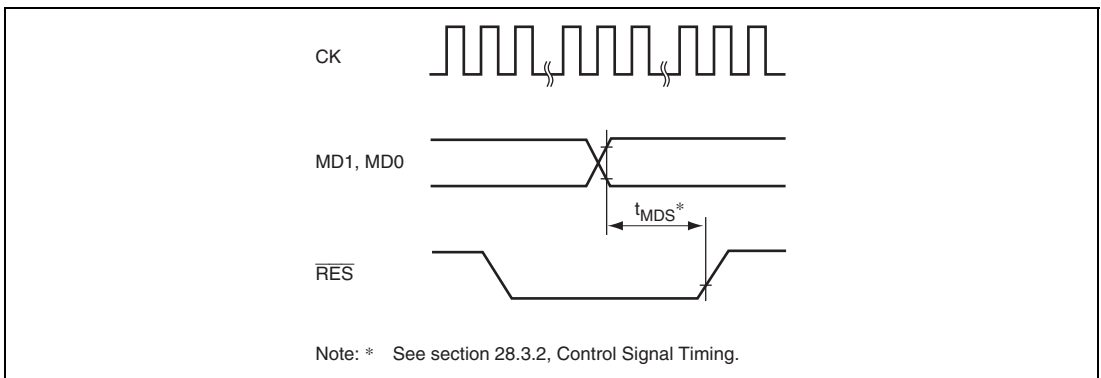 CK
MD1, MD0
tMDS*
RES
Note: * See section 28.3.2, Control Signal Timing.